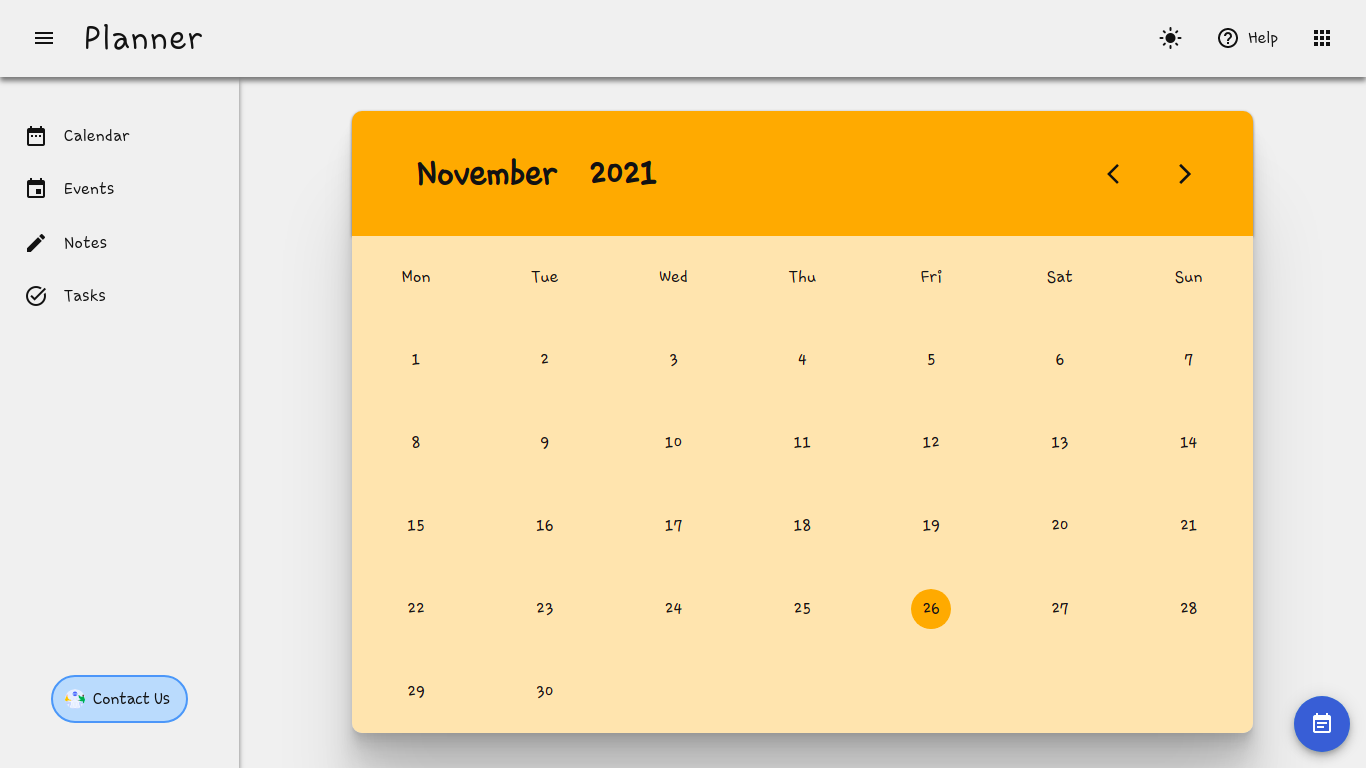 Planner
Help
Calendar
Events
Notes
Tasks
Contact Us
November 2021
Mon Tue Wed Thu Fri Sat Sun
1 2 3 4 5 6 7
8 9 10 11 12 13 14
15 16 17 18 19 20 21
22 23 24 25 26 27 28
29 30